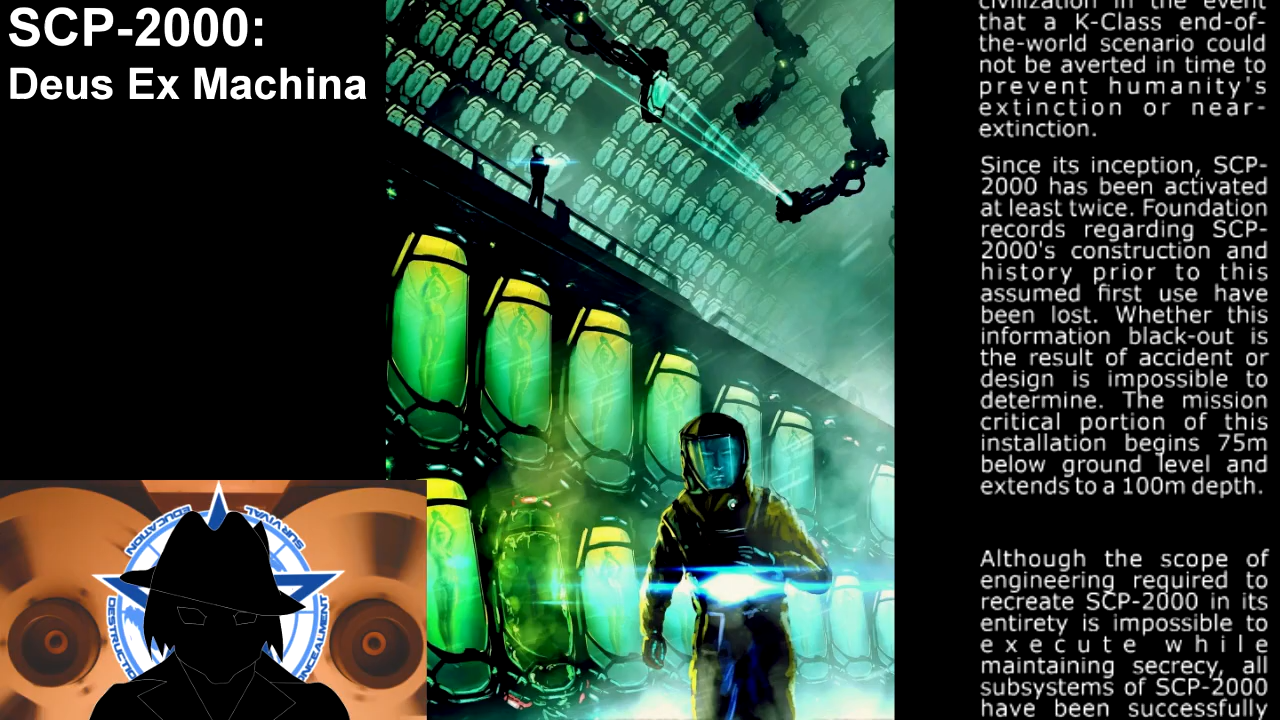 SCP-2000:
Deus Ex Machina
civilization in the event
that a K-Class end-of-
the-world scenario could
not be averted in time to
prevent humanity's
extinction or near-
extinction.
Since its inception, SCP-
2000 has been activated
at least twice. Foundation
records regarding SCP-
2000's construction and
history prior to this
assumed first use have
been lost. Whether this
information black-out is
the result of accident or
design is impossible to
determine. The mission
critical portion of this
installation begins 75m
below ground level and
extends to a 100m depth.
Although the scope of
engineering required to
recreate SCP-2000 in its
entirety is impossible to
execute while
maintaining secrecy, all
subsystems of SCP-2000
have been successfully
EDUCATION
SURVIVAL